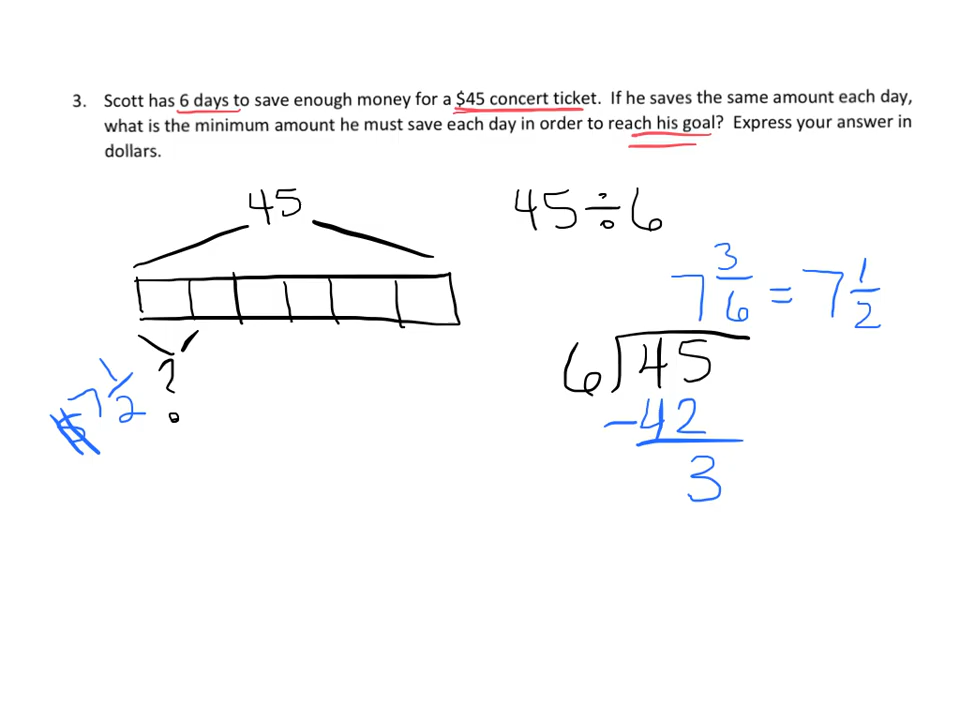 3. Scott has 6 days to save enough money for a $45 concert ticket. If he saves the same amount each day,
what is the minimum amount he must save each day in order to reach his goal? Express your answer in
dollars.
45
45 ÷ 6
7 3/6 = 7 1/2
6)45
-42
3
?
$7 1/2